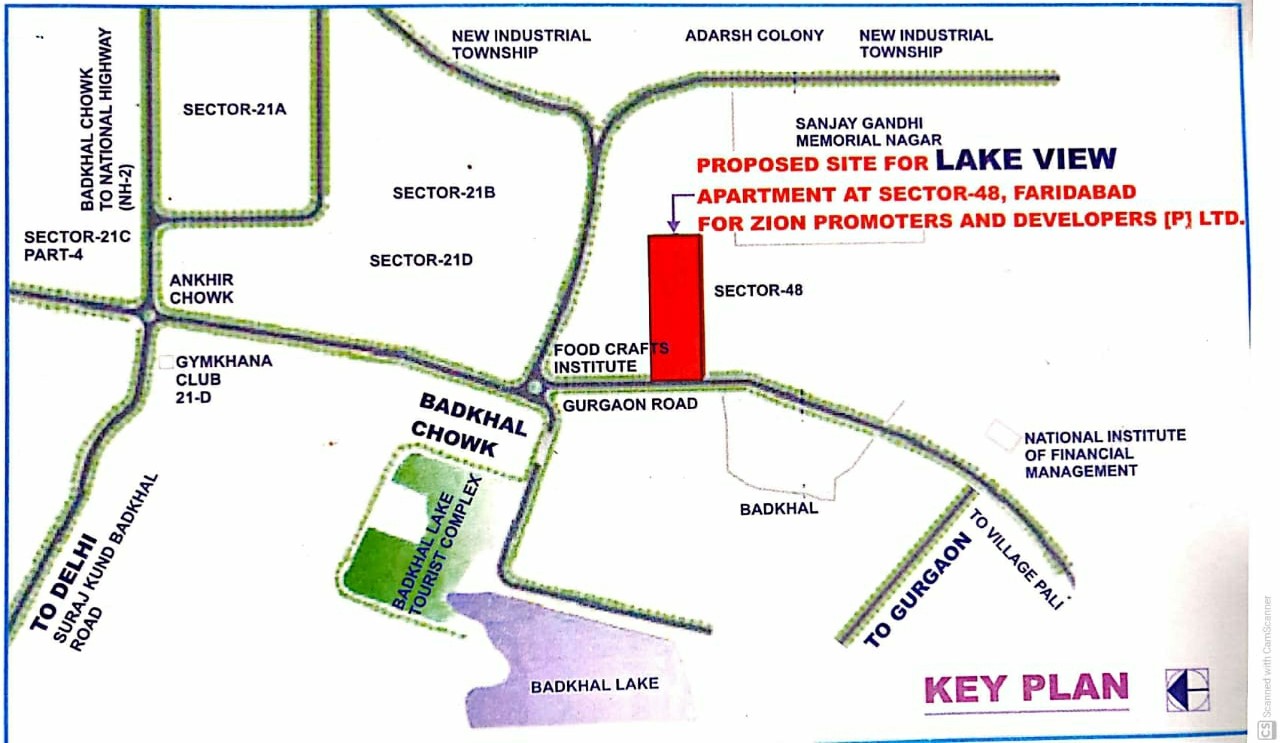 NEW INDUSTRIAL
TOWNSHIP
ADARSH COLONY
NEW INDUSTRIAL
TOWNSHIP
BADKHAL CHOWK
TO NATIONAL HIGHWAY
(NH-2)
SECTOR-21A
SANJAY GANDHI
MEMORIAL NAGAR
PROPOSED SITE FOR LAKE VIEW
APARTMENT AT SECTOR-48, FARIDABAD
FOR ZION PROMOTERS AND DEVELOPERS [P] LTD.
SECTOR-21B
SECTOR-21C
PART-4
SECTOR-21D
ANKHIR
CHOWK
SECTOR-48
FOOD CRAFTS
INSTITUTE
GYMKHANA
CLUB
21-D
GURGAON ROAD
BADKHAL
CHOWK
NATIONAL INSTITUTE
OF FINANCIAL
MANAGEMENT
BADKHAL
BADKHAL LAKE
TOURIST COMPLEX
TO DELHI
SURAJ KUND BADKHAL
ROAD
TO GURGAON
TO VILLAGE PALI
BADKHAL LAKE
KEY PLAN
CS Scanned with CamScanner